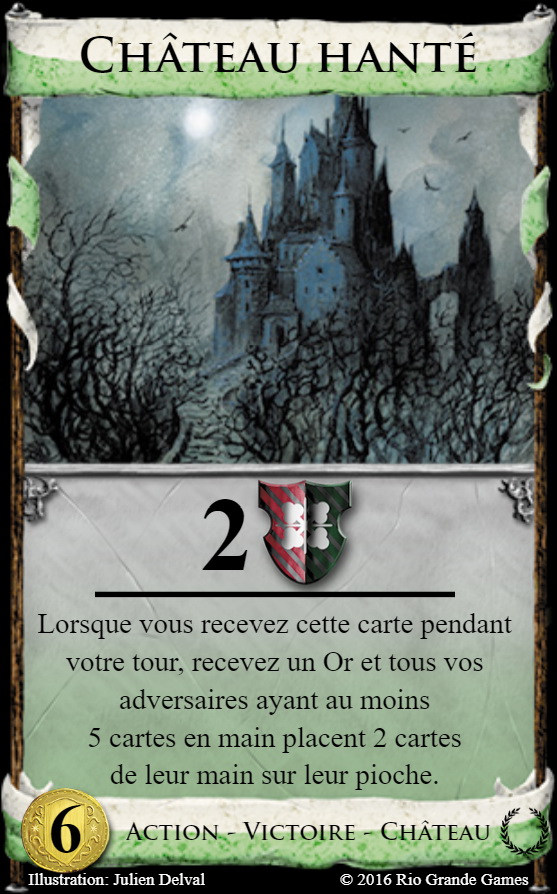 CHÂTEAU HANTÉ
2
Lorsque vous recevez cette carte pendant
votre tour, recevez un Or et tous vos
adversaires ayant au moins
5 cartes en main placent 2 cartes
de leur main sur leur pioche.
6 ACTION - VICTOIRE - CHÂTEAU
Illustration: Julien Delval © 2016 Rio Grande Games